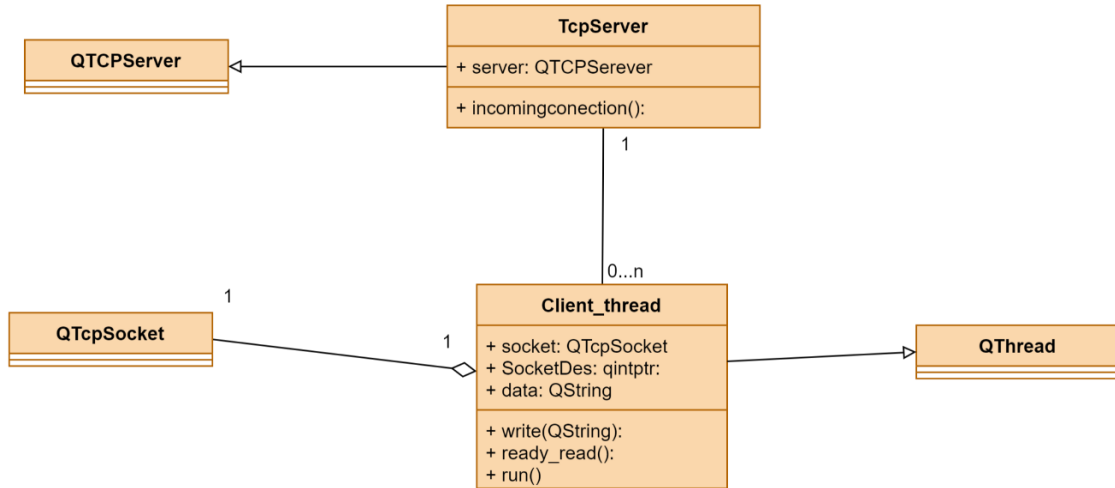 TcpServer
+ server: QTCPSerever
+ incomingconection():
QTCPServer
1
0...n
Client_thread
+ socket: QTcpSocket
+ SocketDes: qintptr:
+ data: QString
+ write(QString):
+ ready_read():
+ run()
1
QTcpSocket
1
QThread